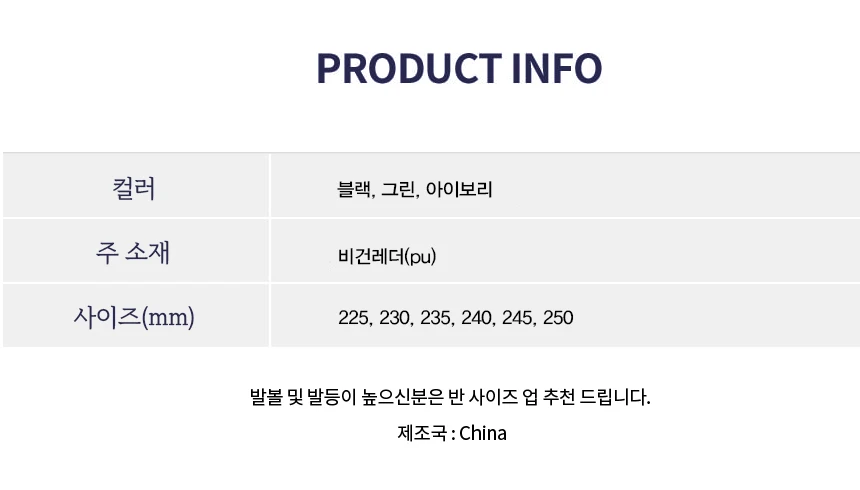 PRODUCT INFO
컬러
블랙, 그린, 아이보리
주 소재
비건레더(pu)
사이즈(mm)
225, 230, 235, 240, 245, 250
발볼 및 발등이 높으신분은 반 사이즈 업 추천 드립니다.
제조국 : China